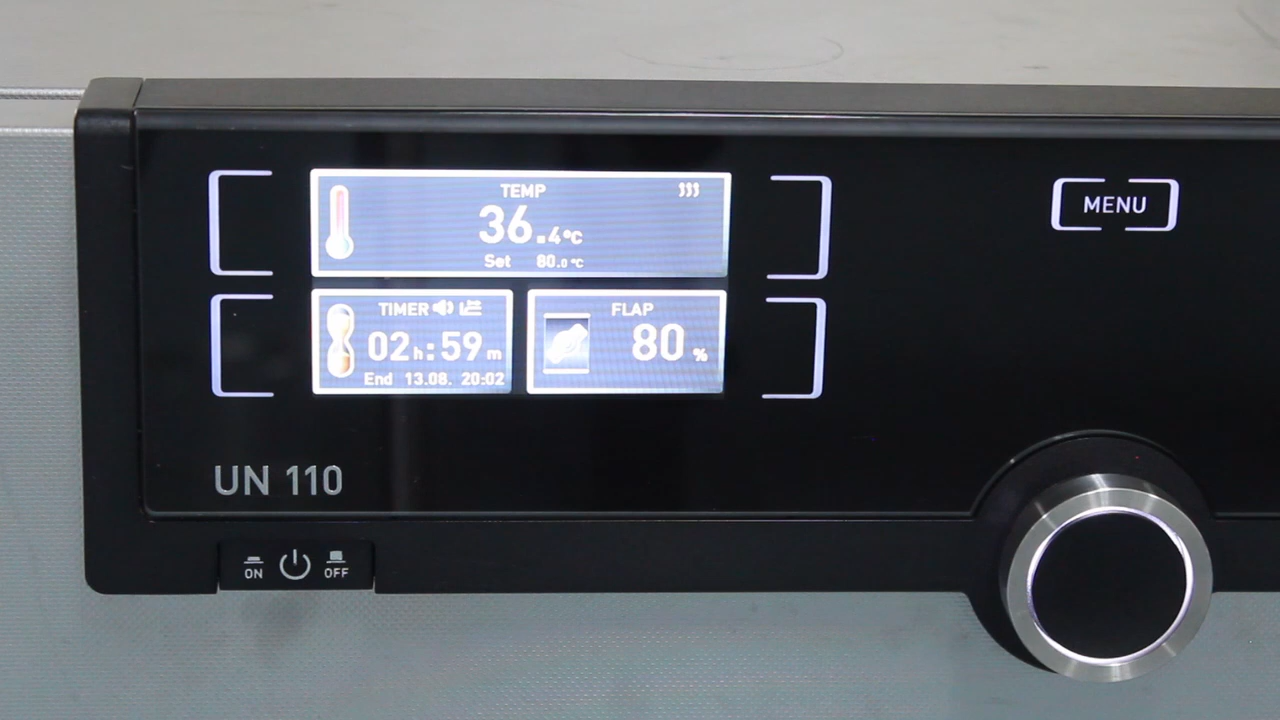 TEMP
36.4°C
Set 80.0°C
MENU
TIMER
02h:59m
End 13.08. 20:02
FLAP
80 %
UN 110
ON OFF